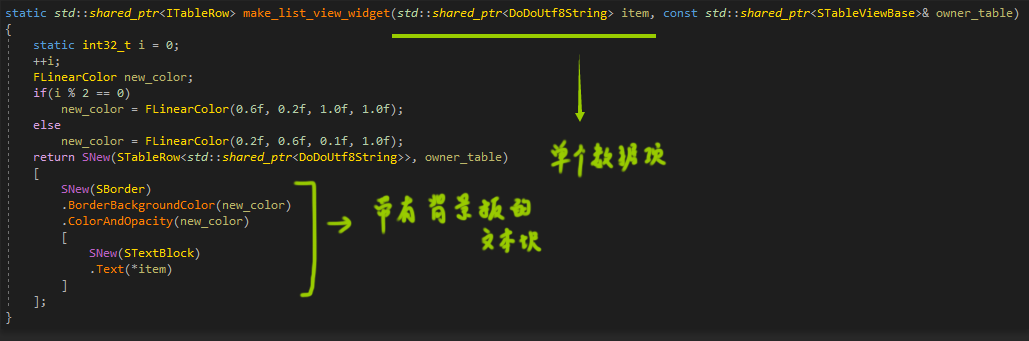 static std::shared_ptr<ITableRow> make_list_view_widget(std::shared_ptr<DoDoUtf8String> item, const std::shared_ptr<STableViewBase>& owner_table)
{
static int32_t i = 0;
++i;
FLinearColor new_color;
if(i % 2 == 0)
new_color = FLinearColor(0.6f, 0.2f, 1.0f, 1.0f);
else
new_color = FLinearColor(0.2f, 0.6f, 0.1f, 1.0f);
return SNew(STableRow<std::shared_ptr<DoDoUtf8String>>, owner_table)
单个数据项
[
SNew(SBorder)
.BorderBackgroundColor(new_color)
.ColorAndOpacity(new_color)
[
SNew(STextBlock)
.Text(*item)
]
带有背景板的
文本块
];
}